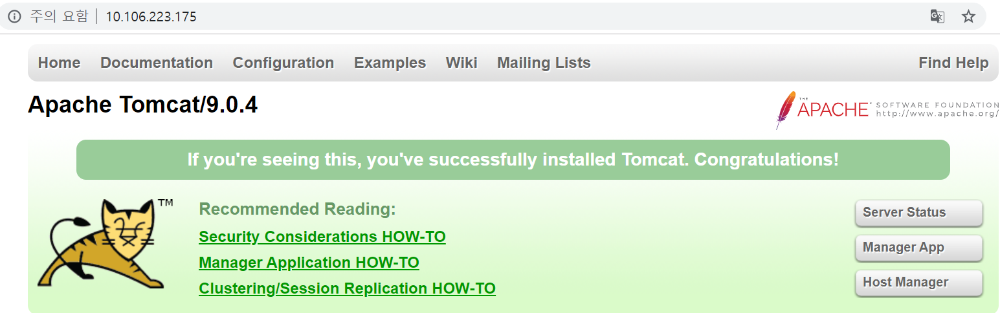 주의 요함 10.106.223.175
Home Documentation Configuration Examples Wiki Mailing Lists Find Help
Apache Tomcat/9.0.4
THE
APACHE SOFTWARE FOUNDATION
http://www.apache.org/
If you're seeing this, you've successfully installed Tomcat. Congratulations!
TM
Recommended Reading:
Security Considerations HOW-TO
Manager Application HOW-TO
Clustering/Session Replication HOW-TO
Server Status
Manager App
Host Manager